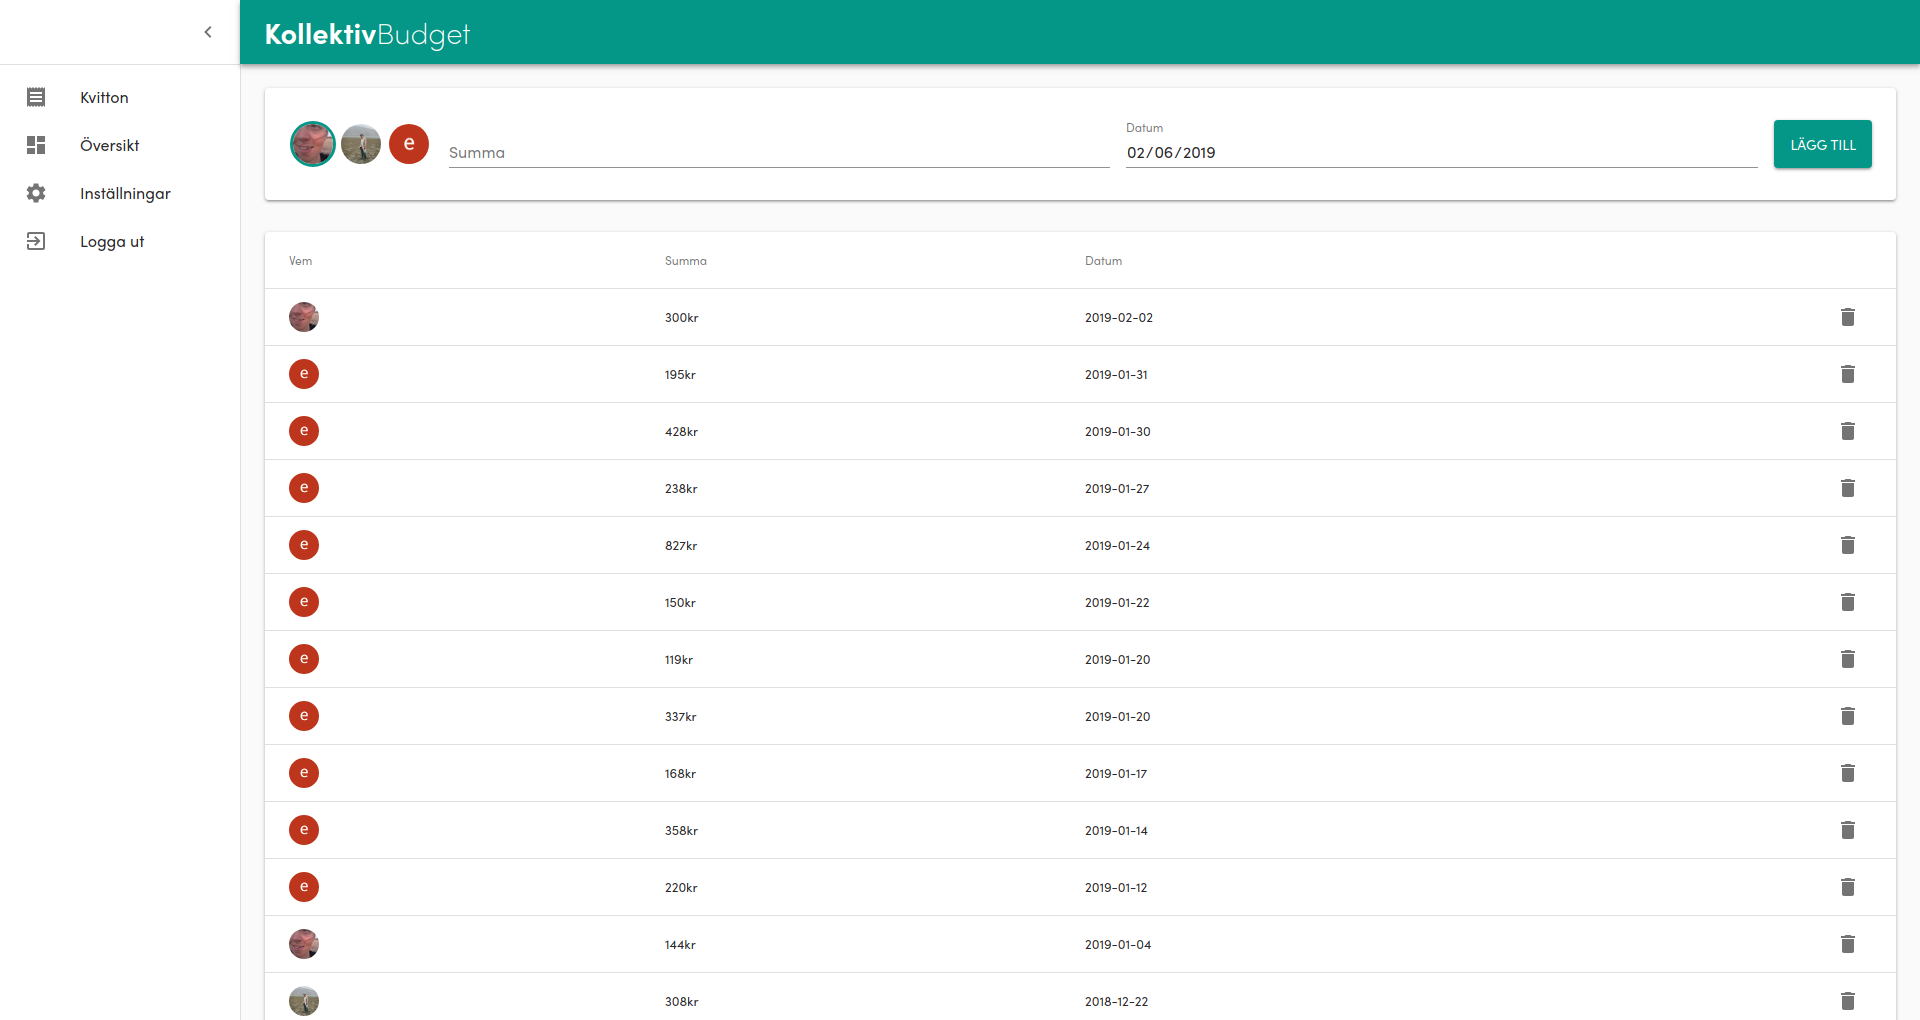 KollektivBudget
Kvitton
Översikt
Inställningar
Logga ut
e
Summa
Datum
02/06/2019
LÄGG TILL
Vem Summa Datum
300kr 2019-02-02
e 195kr 2019-01-31
e 428kr 2019-01-30
e 238kr 2019-01-27
e 827kr 2019-01-24
e 150kr 2019-01-22
e 119kr 2019-01-20
e 337kr 2019-01-20
e 168kr 2019-01-17
e 358kr 2019-01-14
e 220kr 2019-01-12
144kr 2019-01-04
308kr 2018-12-22